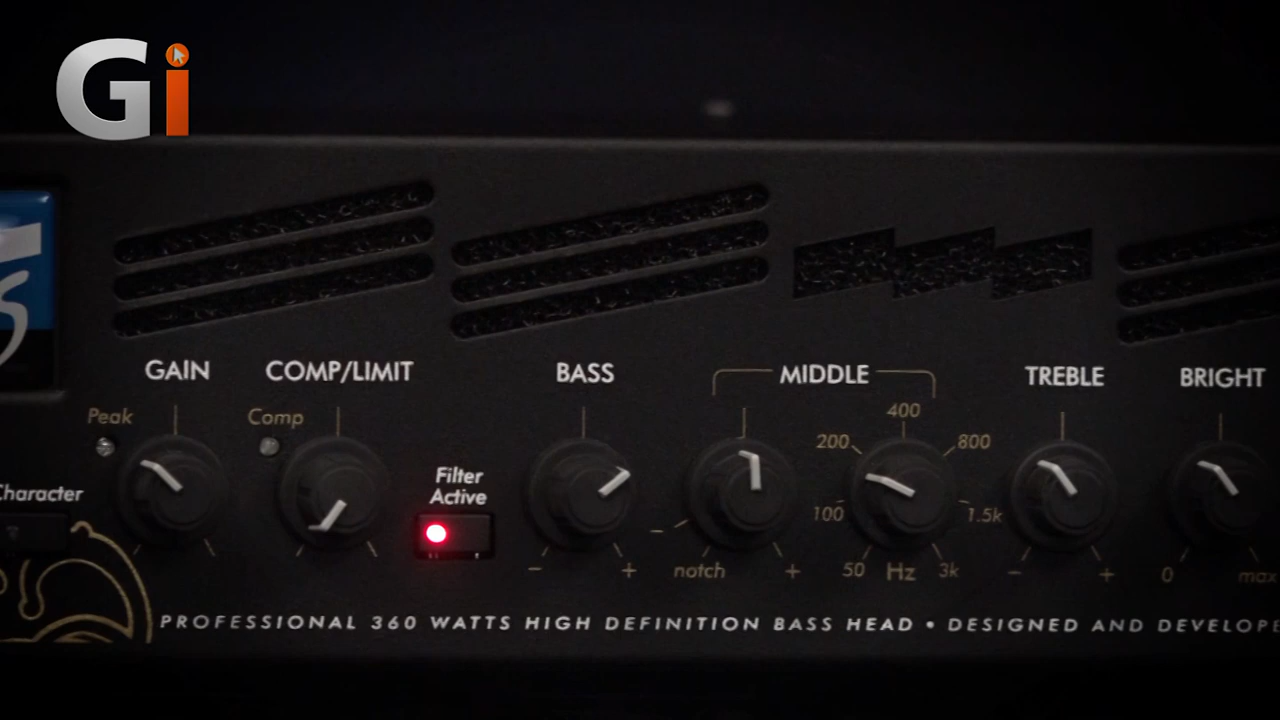 Gi
GAIN COMP/LIMIT BASS MIDDLE TREBLE BRIGHT
Peak Comp 400
200 800
Filter
Active
Character
100 1.5k
notch + 50 Hz 3k
- + - + 0 max
PROFESSIONAL 360 WATTS HIGH DEFINITION BASS HEAD • DESIGNED AND DEVELOPE